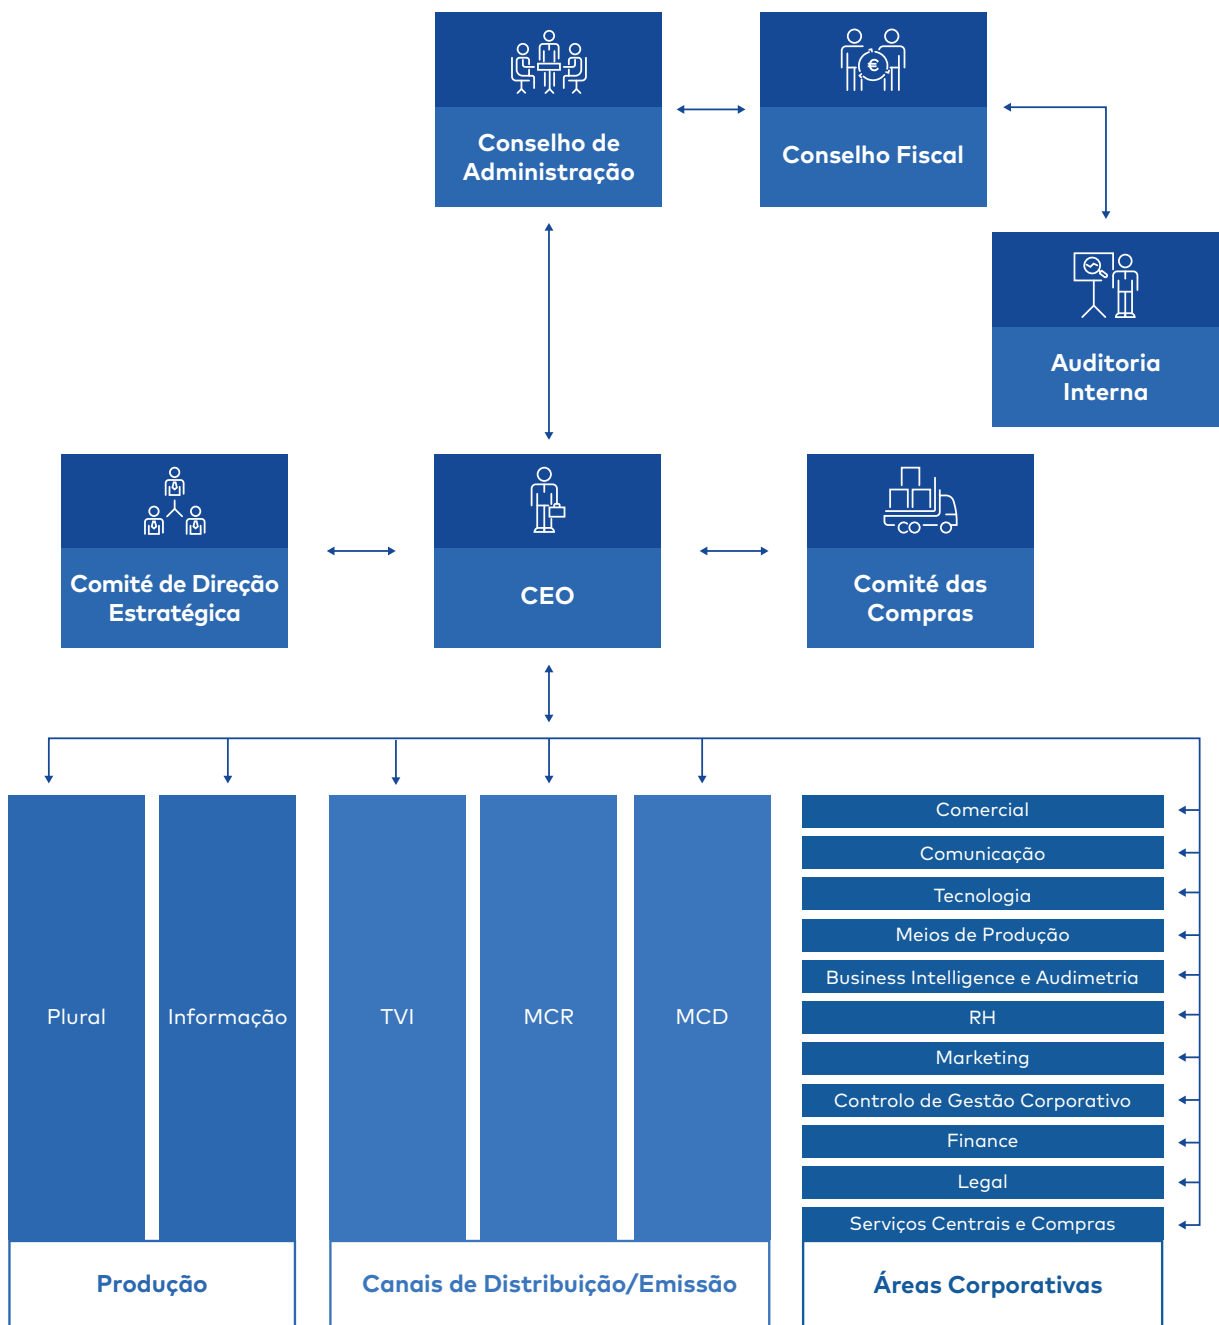 €
Conselho de
Administração
Conselho Fiscal
Auditoria
Interna
Comité de Direção
Estratégica
CEO
Comité das
Compras
Plural
Informação
TVI
MCR
MCD
Comercial
Comunicação
Tecnologia
Meios de Produção
Business Intelligence e Audimetria
RH
Marketing
Controlo de Gestão Corporativo
Finance
Legal
Serviços Centrais e Compras
Produção
Canais de Distribuição/Emissão
Áreas Corporativas